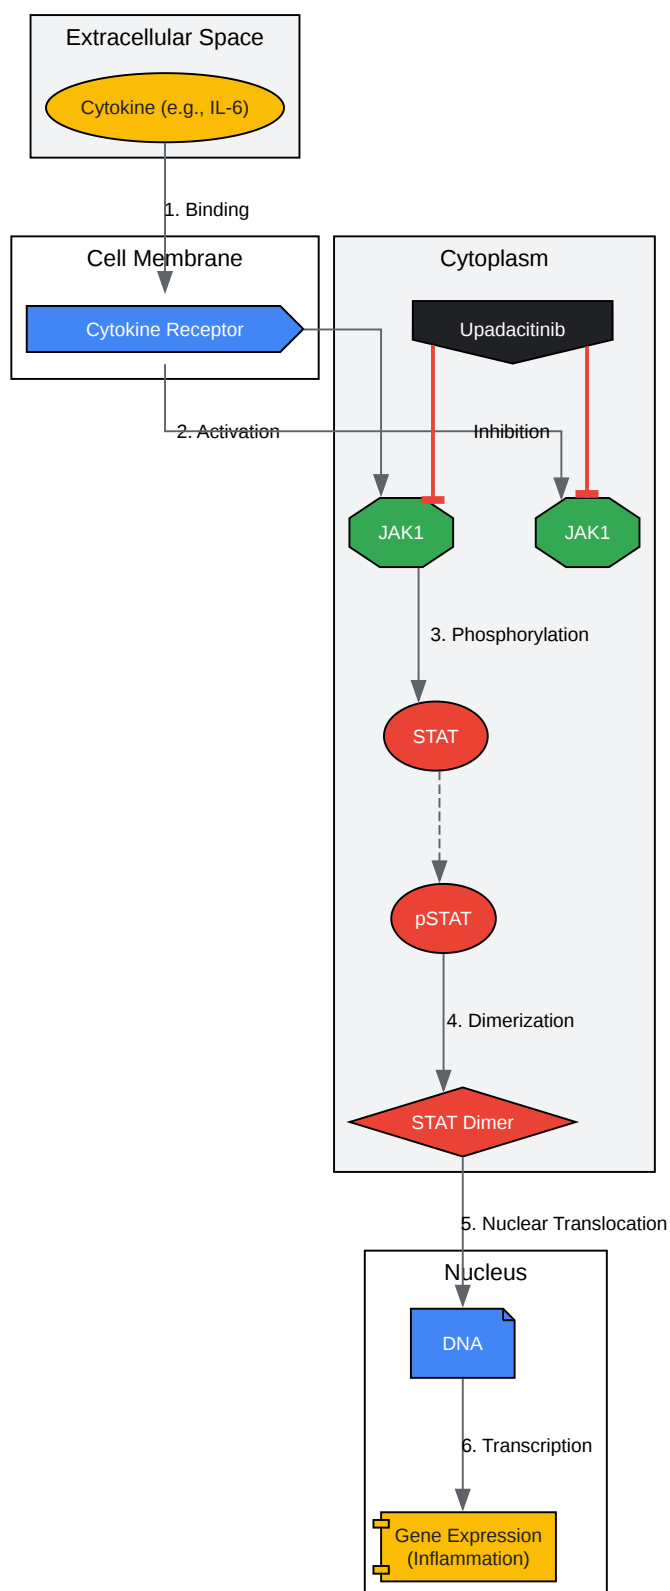 Extracellular Space
Cytokine (e.g., IL-6)
1. Binding
Cell Membrane
Cytokine Receptor
Cytoplasm
Upadacitinib
2. Activation
Inhibition
JAK1
JAK1
3. Phosphorylation
STAT
pSTAT
4. Dimerization
STAT Dimer
5. Nuclear Translocation
Nucleus
DNA
6. Transcription
Gene Expression
(Inflammation)